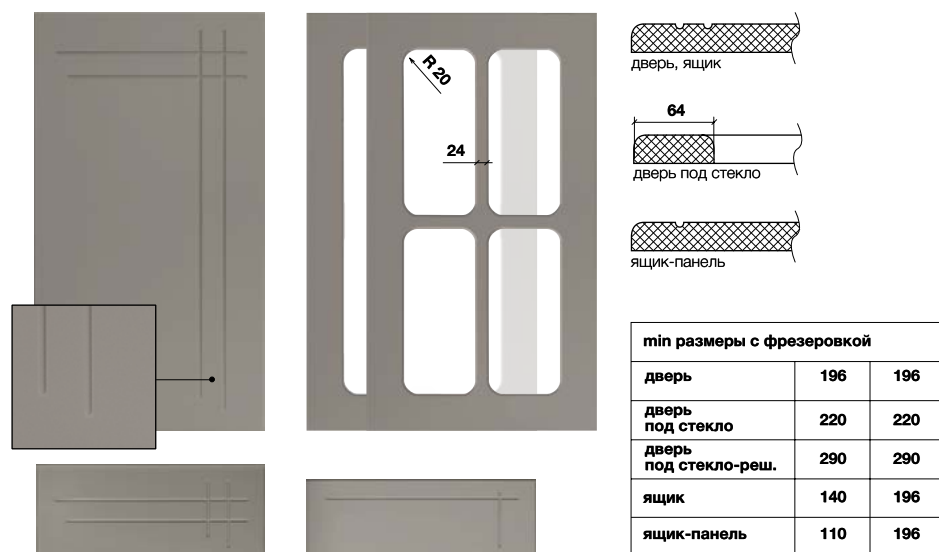 R 20
24
дверь, ящик
64
дверь под стекло
ящик-панель
min размеры с фрезеровкой
дверь 196 196
дверь
под стекло 220 220
дверь
под стекло-реш. 290 290
ящик 140 196
ящик-панель 110 196